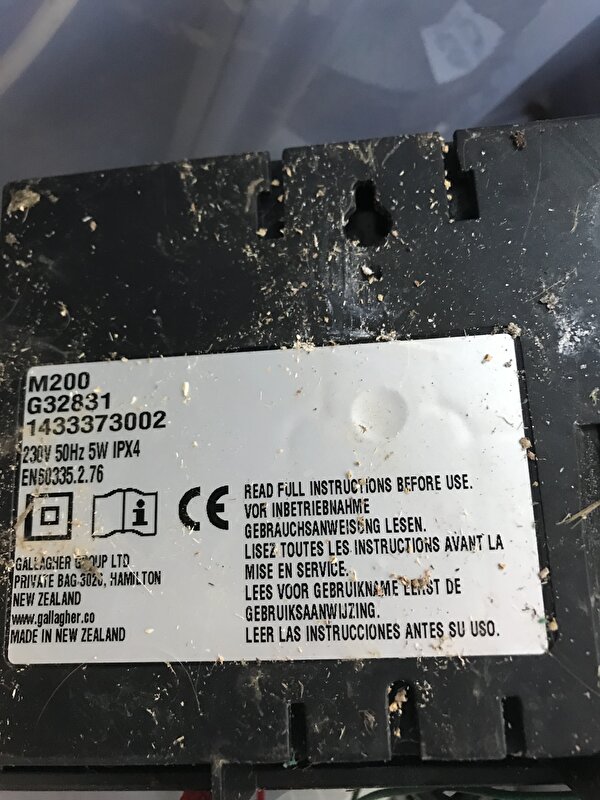 M200
G32831
1433373002
230V 50Hz 5W IPX4
EN60335.2.76
i
CE
GALLAGHER GROUP LTD
PRIVATE BAG 3026, HAMILTON
NEW ZEALAND
www.gallagher.co
MADE IN NEW ZEALAND
READ FULL INSTRUCTIONS BEFORE USE.
VOR INBETRIEBNAHME
GEBRAUCHSANWEISUNG LESEN.
LISEZ TOUTES LES INSTRUCTIONS AVANT LA
MISE EN SERVICE.
LEES VOOR GEBRUIKNAME EERST DE
GEBRUIKSAANWIJZING.
LEER LAS INSTRUCCIONES ANTES SU USO.